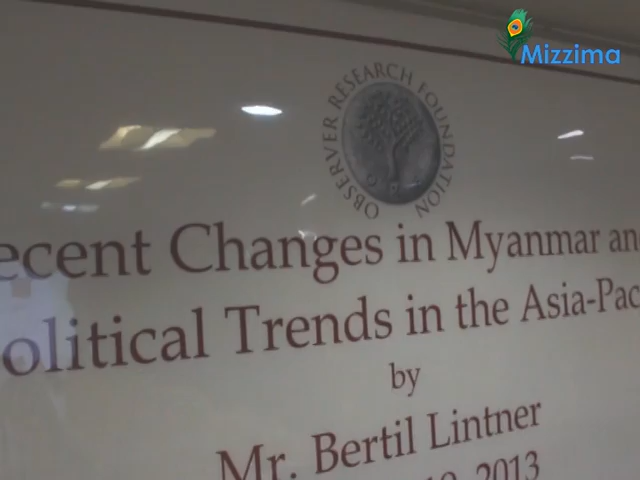 Mizzima
OBSERVER RESEARCH FOUNDATION
ecent Changes in Myanmar an
olitical Trends in the Asia-Pac
by
Mr. Bertil Lintner
2013